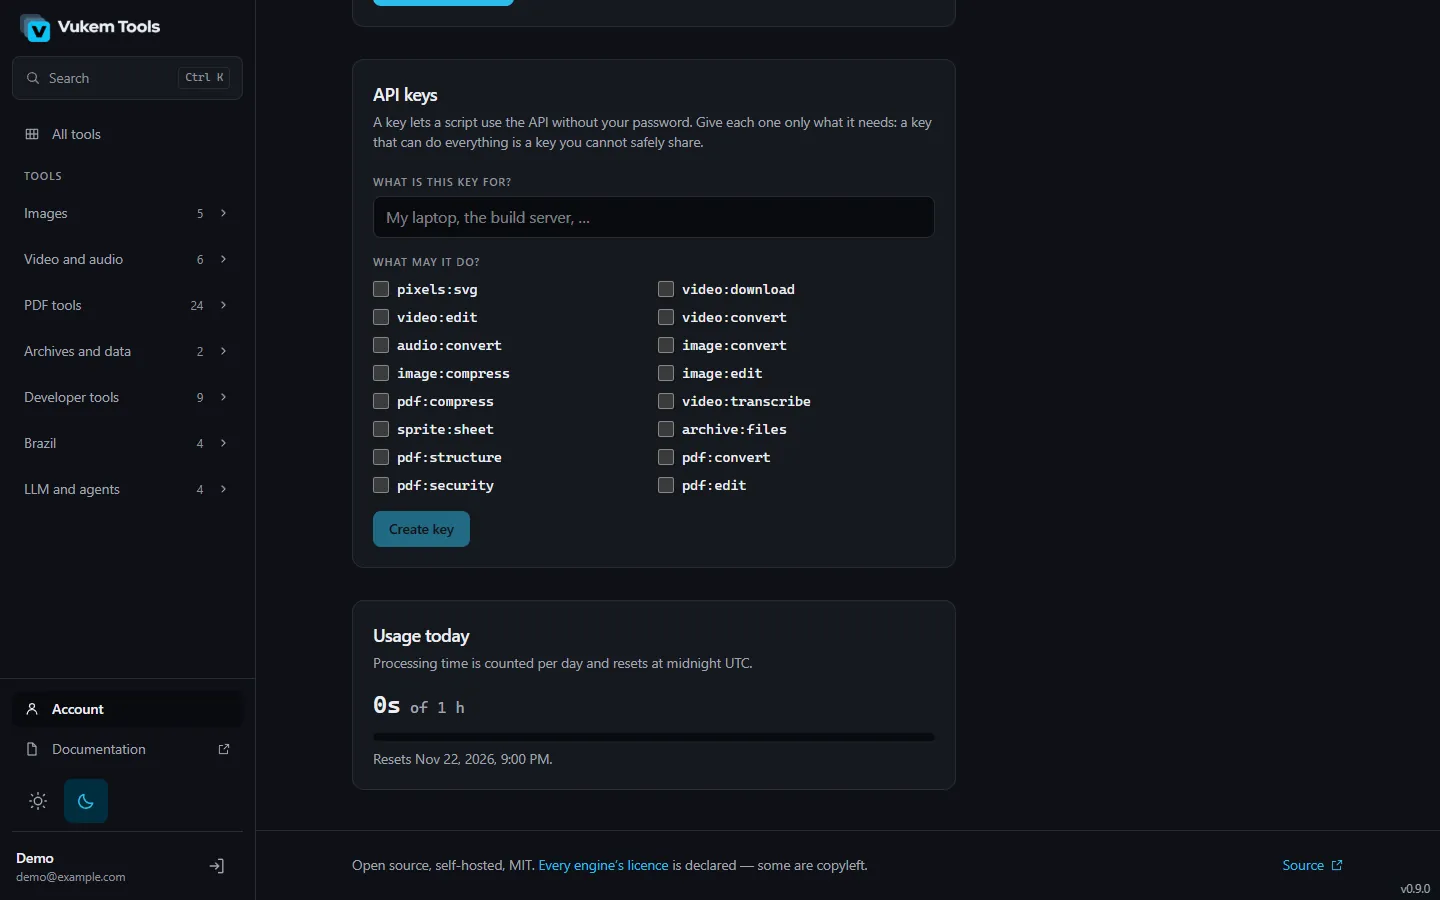 Vukem Tools
Search
Ctrl K
All tools
TOOLS
Images 5
Video and audio 6
PDF tools 24
Archives and data 2
Developer tools 9
Brazil 4
LLM and agents 4
Account
Documentation
Demo
demo@example.com
API keys
A key lets a script use the API without your password. Give each one only what it needs: a key
that can do everything is a key you cannot safely share.
WHAT IS THIS KEY FOR?
My laptop, the build server, ...
WHAT MAY IT DO?
pixels:svg video:download
video:edit video:convert
audio:convert image:convert
image:compress image:edit
pdf:compress video:transcribe
sprite:sheet archive:files
pdf:structure pdf:convert
pdf:security pdf:edit
Create key
Usage today
Processing time is counted per day and resets at midnight UTC.
0s of 1 h
Resets Nov 22, 2026, 9:00 PM.
Open source, self-hosted, MIT. Every engine's licence is declared — some are copyleft.
Source
v0.9.0